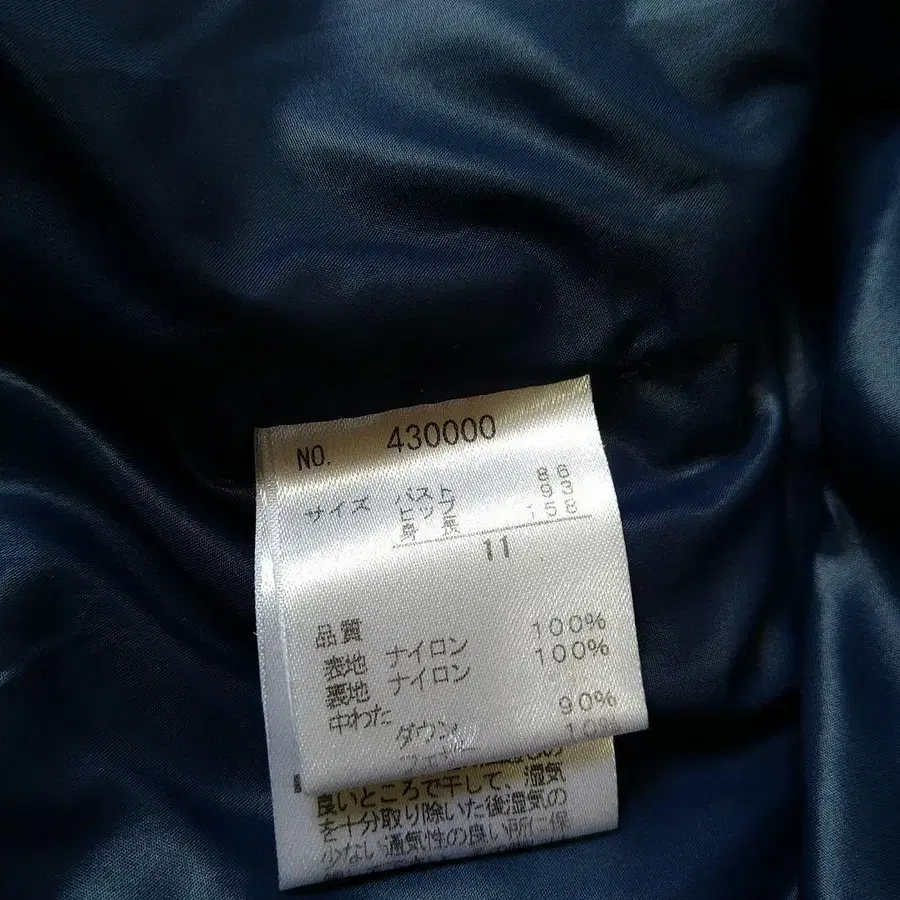 NO. 430000
サイズ バスト 86
ヒップ 93
身長 158
11
品質
表地 ナイロン 100%
裏地 ナイロン 100%
中わた
ダウン 90%
10%
良いところで干して、湿気
を十分取り除いた後湿気の
少ない通気性の良い所に保